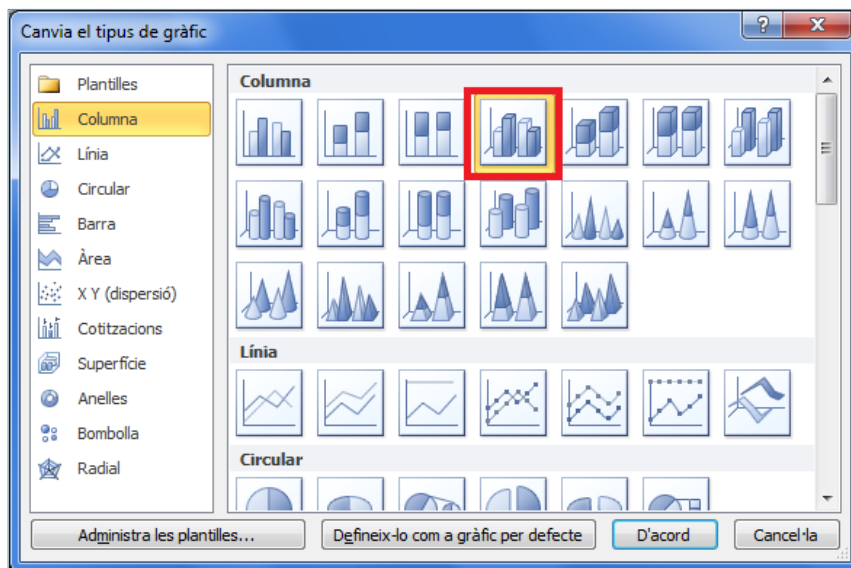 Canvia el tipus de gràfic
Plantilles
Columna
Línia
Circular
Barra
Àrea
X Y (dispersió)
Cotitzacions
Superfície
Anelles
Bombolla
Radial
Columna
Línia
Circular
Administra les plantilles...
Defineix-lo com a gràfic per defecte
D'acord
Cancel·la